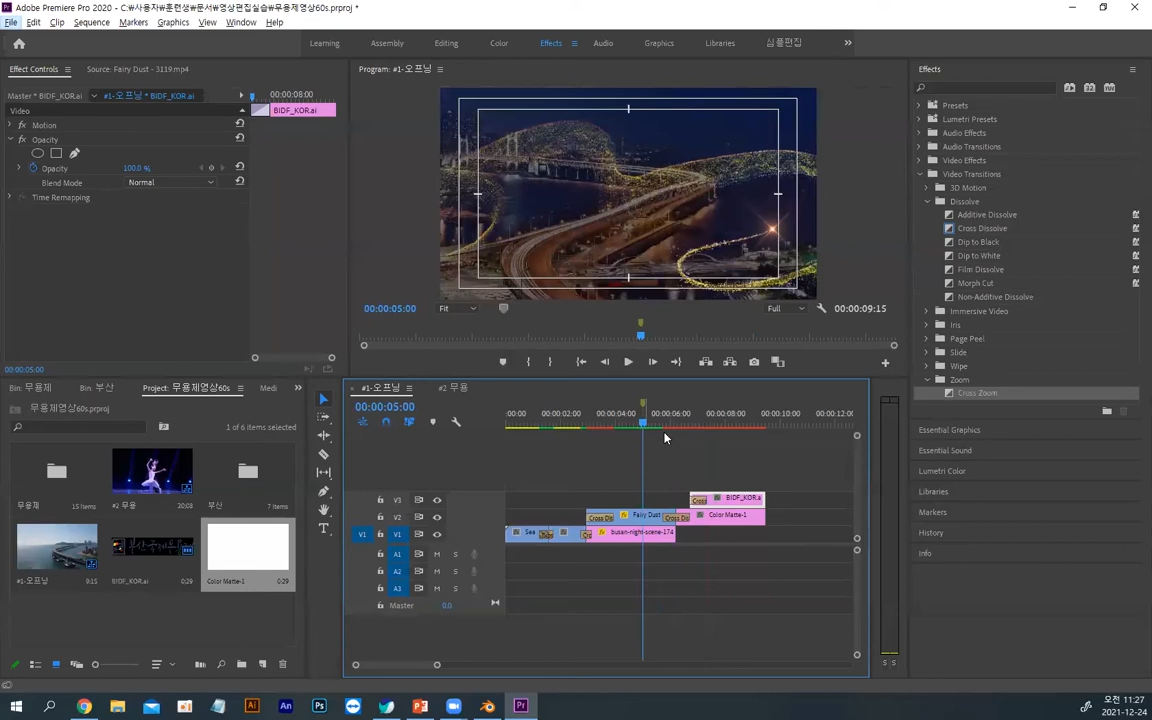 Adobe Premiere Pro 2020 - C:₩사용자₩훈련생₩문서₩영상편집실습₩무용제영상60s.prproj *
File Edit Clip Sequence Markers Graphics View Window Help
Learning Assembly Editing Color Effects Audio Graphics Libraries 심플편집
Effect Controls Source: Fairy Dust - 3119.mp4
Program: #1-오프닝
Effects
Master * BIDF_KOR.ai #1-오프닝 * BIDF_KOR.ai 00:00:08:00
Video BIDF_KOR.ai
fx Motion
fx Opacity
Opacity 100.0 %
Blend Mode Normal
Time Remapping
00:00:05:00
00:00:05:00 Fit Full 00:00:09:15
Presets
Lumetri Presets
Audio Effects
Audio Transitions
Video Effects
Video Transitions
3D Motion
Dissolve
Additive Dissolve
Cross Dissolve
Dip to Black
Dip to White
Film Dissolve
Morph Cut
Non-Additive Dissolve
Immersive Video
Iris
Page Peel
Slide
Wipe
Zoom
Cross Zoom
Essential Graphics
Essential Sound
Lumetri Color
Libraries
Markers
History
Info
Bin: 무용제 Bin: 부산 Project: 무용제영상60s Medi
무용제영상60s.prproj
1 of 6 items selected
무용제 15 Items
#2 무용 20:08
부산 7 Items
#1-오프닝 9:15
BIDF_KOR.ai 0:29
Color Matte-1 0:29
#1-오프닝 #2 무용
00:00:05:00
:00:00 00:00:02:00 00:00:04:00 00:00:06:00 00:00:08:00 00:00:10:00 00:00:12:00
V3 Cross BIDF_KOR.a
V2 Cross Di Fairy Dust Cross Di Color Matte-1
V1 V1 Sea busan-night-scene-174
A1 M S
A2 M S
A3 M S
Master 0.0
S S
오전 11:27
2021-12-24